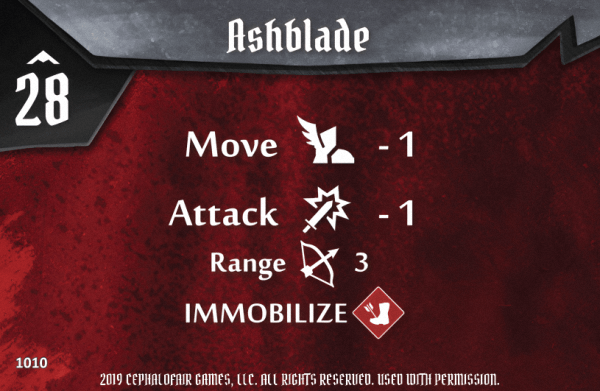 Ashblade
28
Move - 1
Attack - 1
Range 3
IMMOBILIZE
1010
2019 CEPHALOFAIR GAMES, LLC. ALL RIGHTS RESERVED. USED WITH PERMISSION.